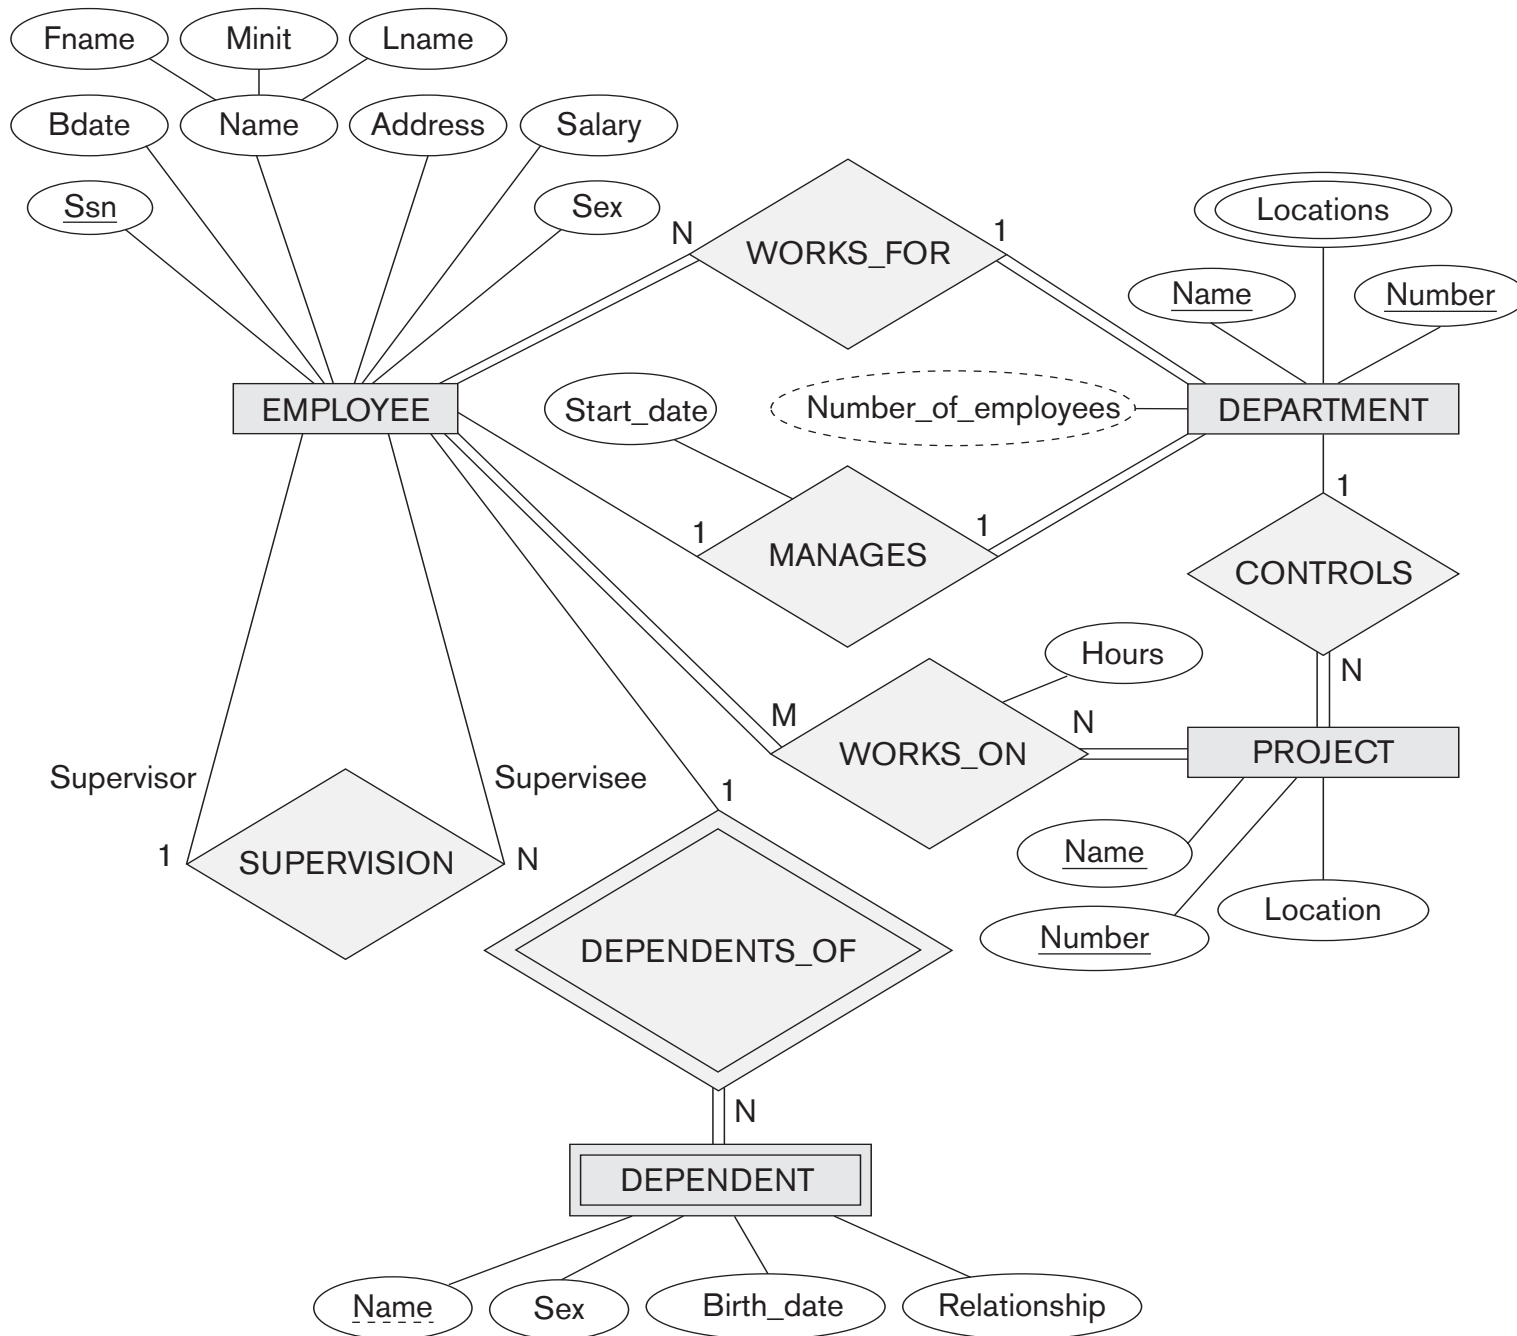 Fname
Minit
Lname
Bdate
Name
Address
Salary
Ssn
Sex
N
WORKS_FOR
1
Locations
Name
Number
EMPLOYEE
Start_date
Number_of_employees
DEPARTMENT
1
MANAGES
1
1
CONTROLS
N
Hours
M
WORKS_ON
N
PROJECT
Supervisor
Supervisee
1
SUPERVISION
N
1
Name
Number
Location
DEPENDENTS_OF
N
DEPENDENT
Name
Sex
Birth_date
Relationship